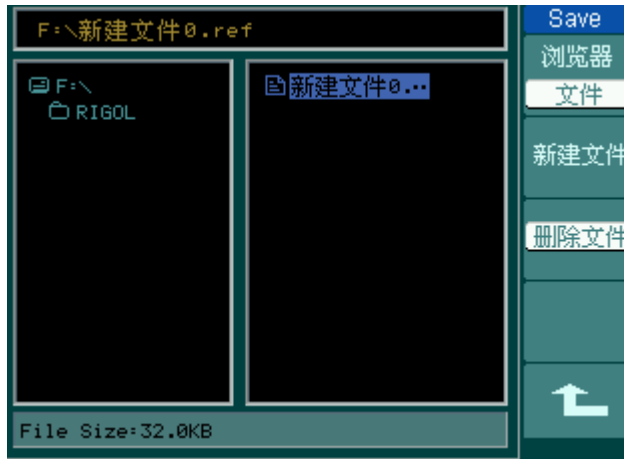 F:\新建文件0.ref
F:\
RIGOL
新建文件0.··
File Size:32.0KB
Save
浏览器
文件
新建文件
删除文件